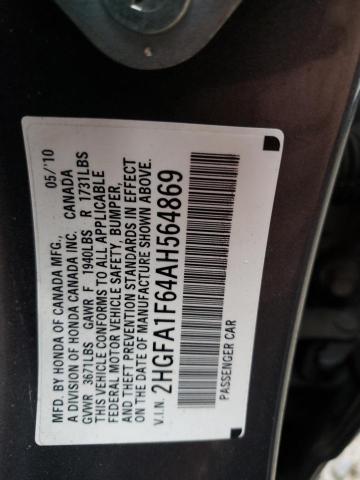 MFD. BY HONDA OF CANADA MFG., 05/'10
A DIVISION OF HONDA CANADA INC. CANADA
GVWR 3671LBS GAWR F 1940LBS R 1731LBS
THIS VEHICLE CONFORMS TO ALL APPLICABLE
FEDERAL MOTOR VEHICLE SAFETY, BUMPER,
AND THEFT PREVENTION STANDARDS IN EFFECT
ON THE DATE OF MANUFACTURE SHOWN ABOVE.
V.I.N. 2HGFA1F64AH564869
PASSENGER CAR